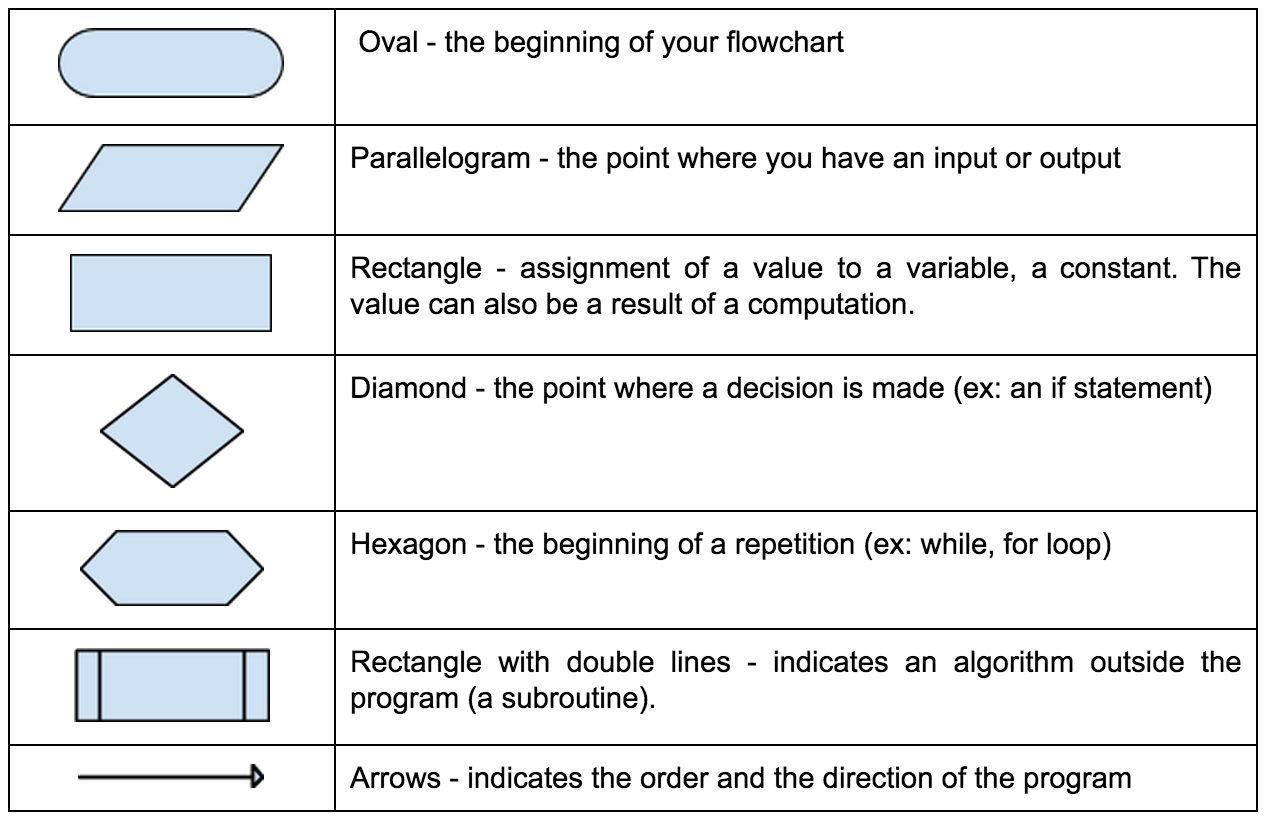 Oval - the beginning of your flowchart
Parallelogram - the point where you have an input or output
Rectangle - assignment of a value to a variable, a constant. The
value can also be a result of a computation.
Diamond - the point where a decision is made (ex: an if statement)
Hexagon - the beginning of a repetition (ex: while, for loop)
Rectangle with double lines - indicates an algorithm outside the
program (a subroutine).
Arrows - indicates the order and the direction of the program